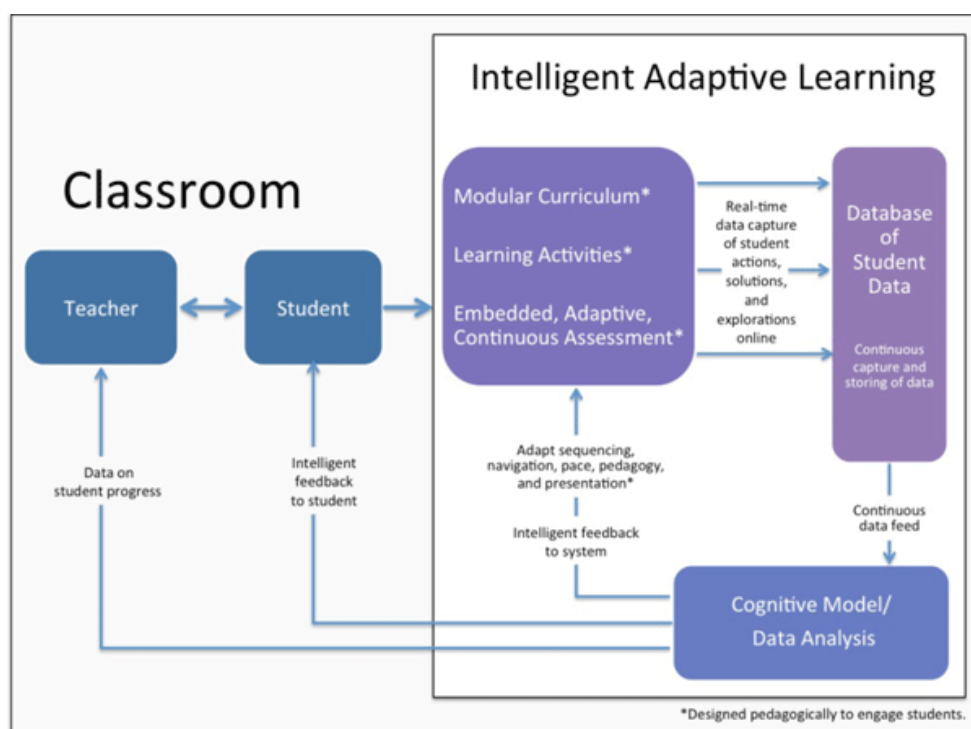 Intelligent Adaptive Learning
Classroom
Teacher
Student
Modular Curriculum*
Learning Activities*
Embedded, Adaptive,
Continuous Assessment*
Real-time
data capture
of student
actions,
solutions,
and
explorations
online
Database
of
Student
Data
Continuous
capture and
storing of data
Data on
student progress
Intelligent
feedback
to student
Adapt sequencing,
navigation, pace, pedagogy,
and presentation*
Intelligent feedback
to system
Continuous
data feed
Cognitive Model/
Data Analysis
*Designed pedagogically to engage students.